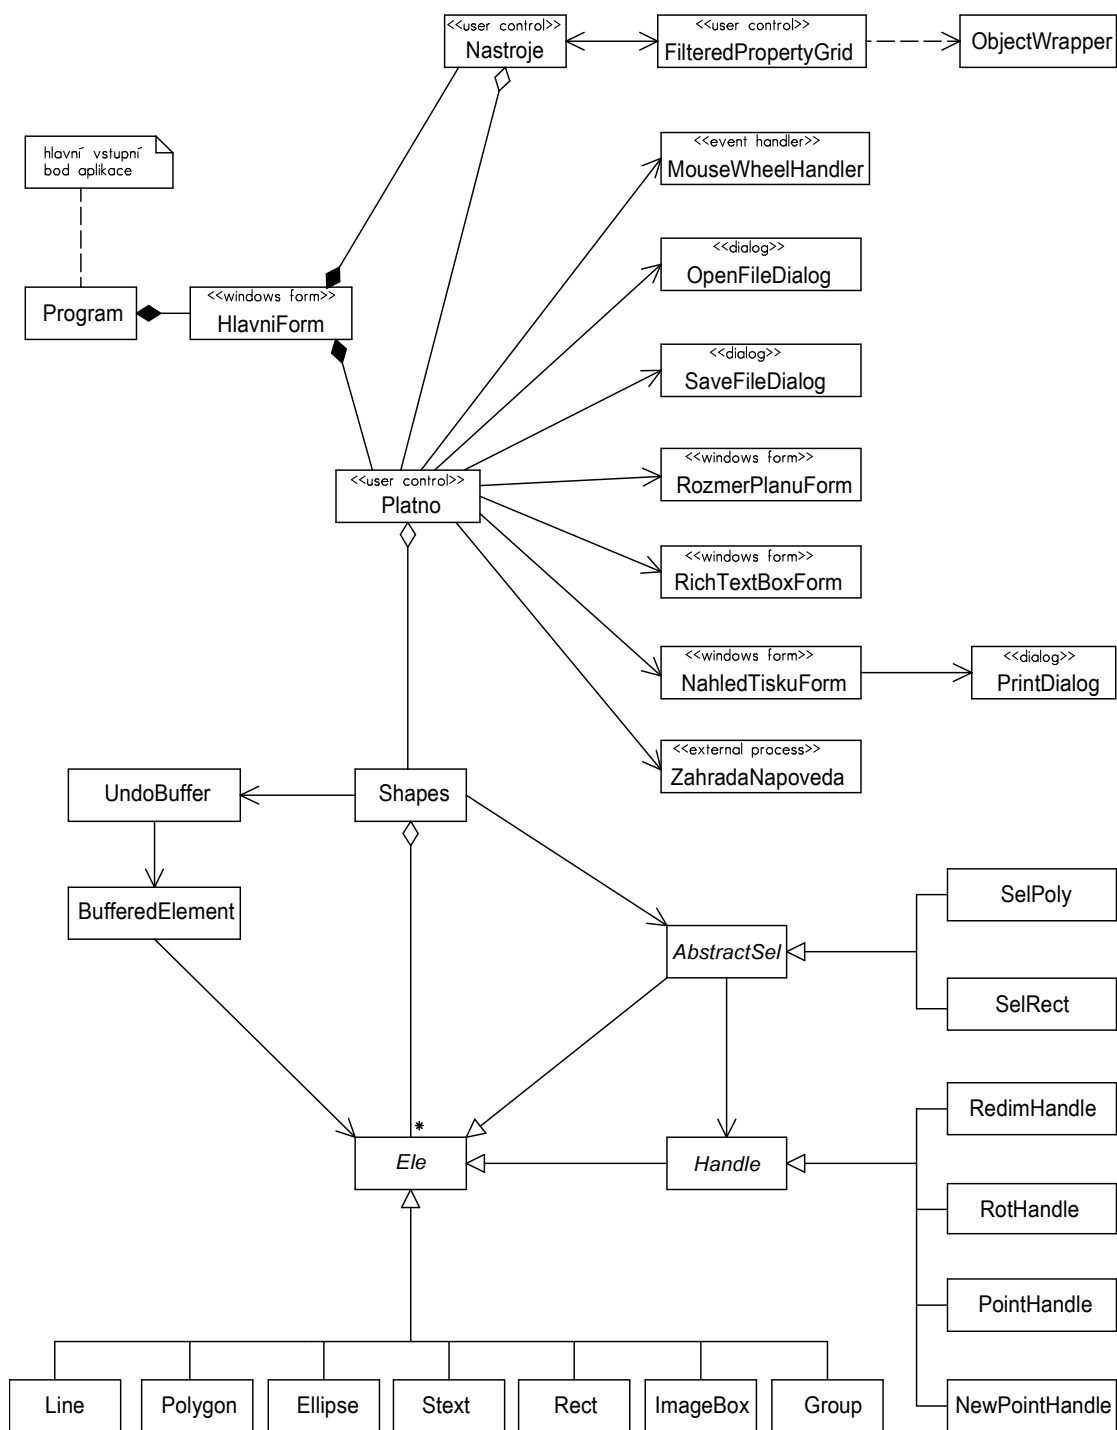 <<user control>>
Nastroje
<<user control>>
FilteredPropertyGrid
ObjectWrapper
hlavní vstupní
bod aplikace
<<event handler>>
MouseWheelHandler
<<dialog>>
OpenFileDialog
Program
<<windows form>>
HlavniForm
<<dialog>>
SaveFileDialog
<<user control>>
Platno
<<windows form>>
RozmerPlanuForm
<<windows form>>
RichTextBoxForm
<<windows form>>
NahledTiskuForm
<<dialog>>
PrintDialog
<<external process>>
ZahradaNapoveda
UndoBuffer
Shapes
BufferedElement
AbstractSel
SelPoly
SelRect
*
Ele
Handle
RedimHandle
RotHandle
PointHandle
NewPointHandle
Line
Polygon
Ellipse
Stext
Rect
ImageBox
Group